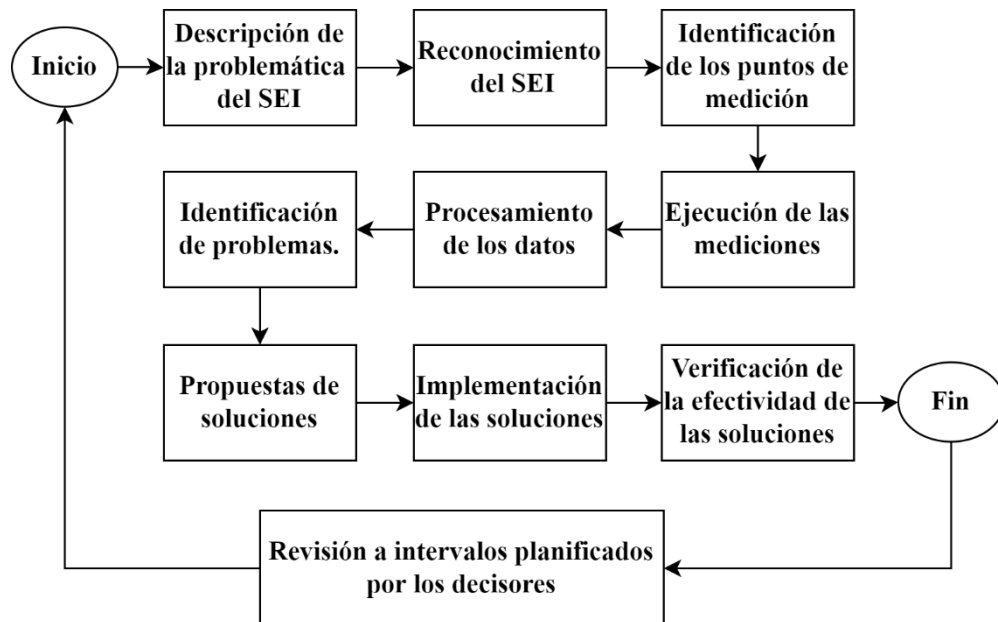 Inicio
Descripción de
la problemática
del SEI
Reconocimiento
del SEI
Identificación
de los puntos de
medición
Ejecución de las
mediciones
Procesamiento
de los datos
Identificación
de problemas.
Propuestas de
soluciones
Implementación
de las soluciones
Verificación de
la efectividad de
las soluciones
Fin
Revisión a intervalos planificados
por los decisores